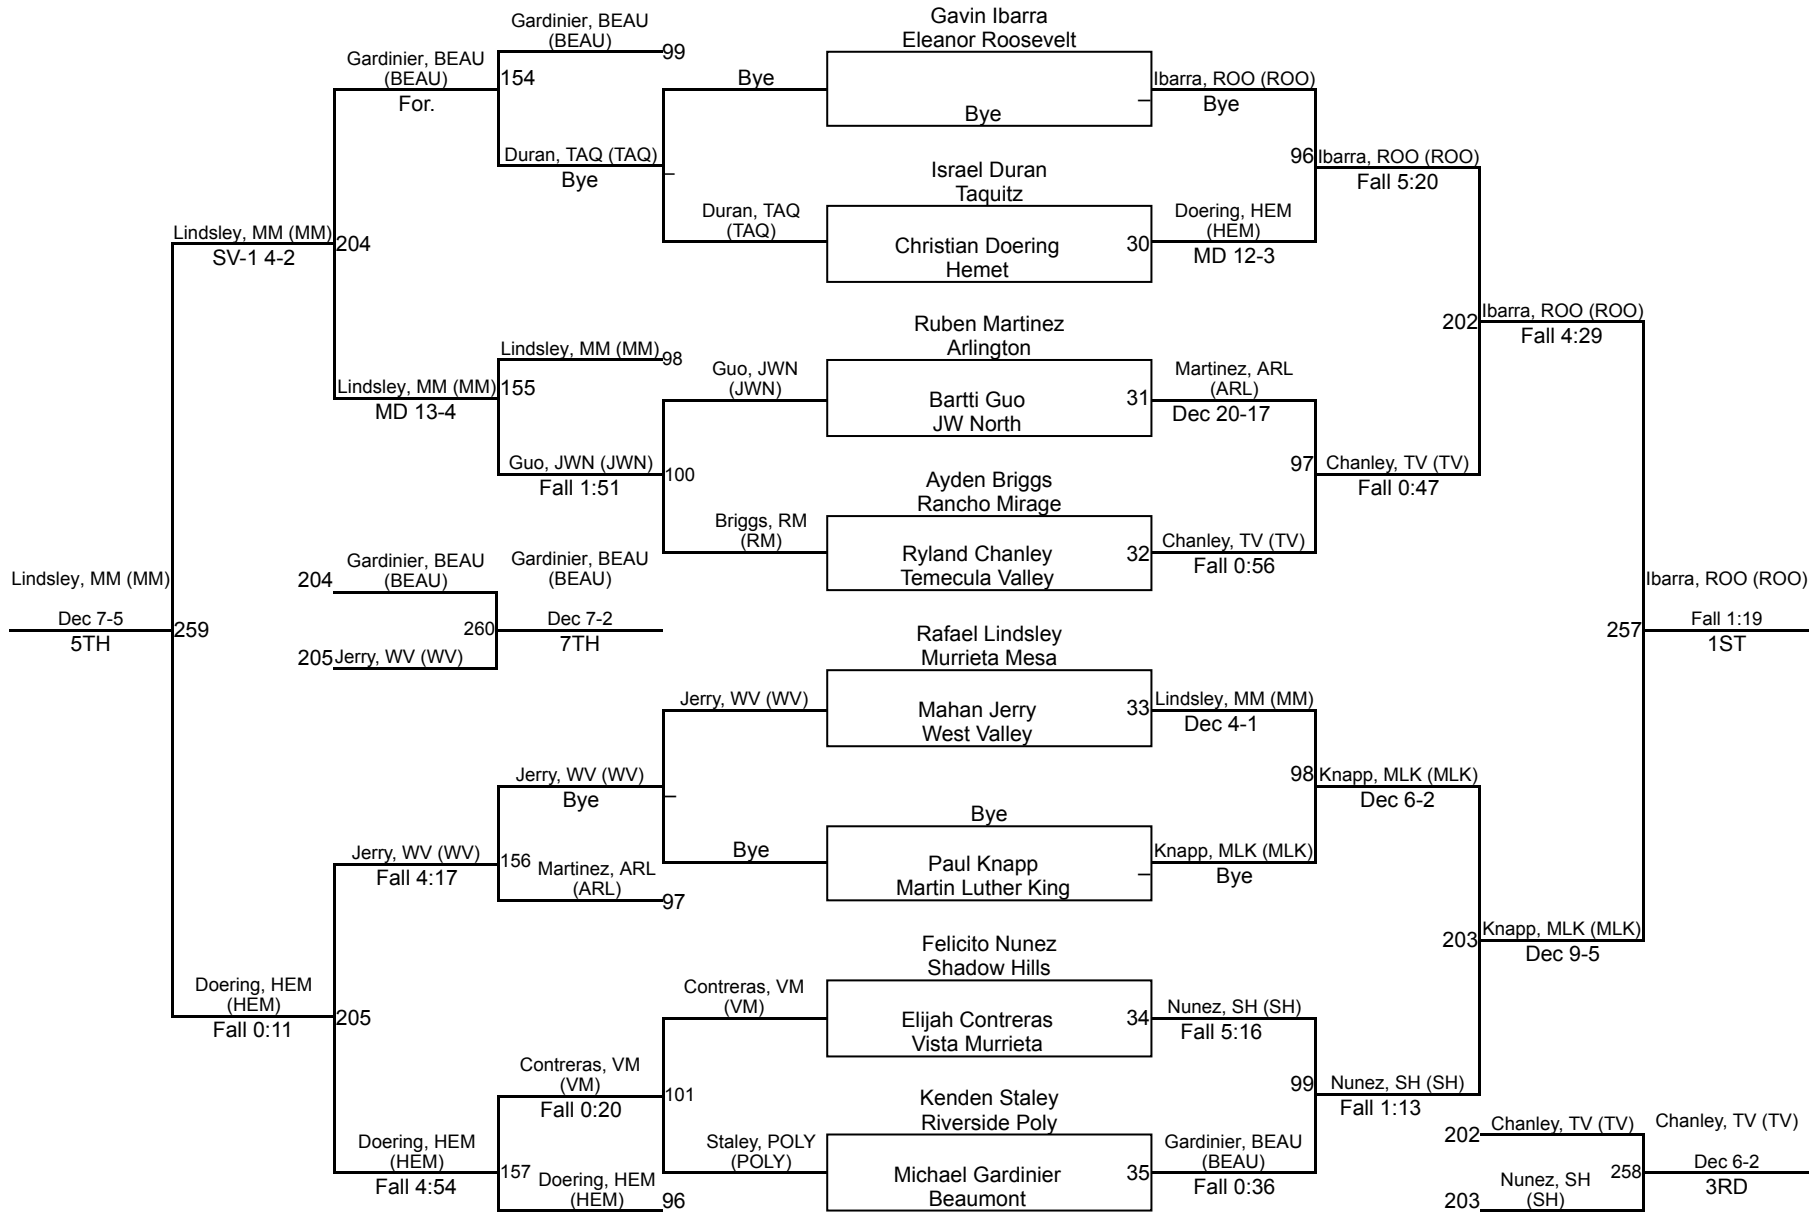 Gardinier, BEAU
(BEAU)
99
Gardinier, BEAU
(BEAU)
For.
154
Duran, TAQ (TAQ)
Bye
Bye
Duran, TAQ
(TAQ)
Lindsley, MM (MM)
SV-1 4-2
204
Lindsley, MM (MM)
98
Lindsley, MM (MM)
MD 13-4
155
Guo, JWN (JWN)
Fall 1:51
100
Guo, JWN
(JWN)
Briggs, RM
(RM)
Lindsley, MM (MM)
Dec 7-5
5TH
259
204
Gardinier, BEAU
(BEAU)
205
Jerry, WV (WV)
260
Gardinier, BEAU
(BEAU)
Dec 7-2
7TH
Jerry, WV (WV)
Bye
Jerry, WV (WV)
Bye
Jerry, WV (WV)
Fall 4:17
156
Martinez, ARL
(ARL)
97
Doering, HEM
(HEM)
Fall 0:11
205
Contreras, VM
(VM)
Staley, POLY
(POLY)
Contreras, VM
(VM)
Fall 0:20
101
Doering, HEM
(HEM)
Fall 4:54
157
Doering, HEM
(HEM)
96
Gavin Ibarra
Eleanor Roosevelt
Bye
Israel Duran
Taquitz
Christian Doering
Hemet
30
Ruben Martinez
Arlington
Bartti Guo
JW North
31
Ayden Briggs
Rancho Mirage
Ryland Chanley
Temecula Valley
32
Rafael Lindsley
Murrieta Mesa
Mahan Jerry
West Valley
33
Bye
Paul Knapp
Martin Luther King
Felicito Nunez
Shadow Hills
Elijah Contreras
Vista Murrieta
34
Kenden Staley
Riverside Poly
Michael Gardinier
Beaumont
35
Ibarra, ROO (ROO)
Bye
Doering, HEM
(HEM)
MD 12-3
96
Ibarra, ROO (ROO)
Fall 5:20
Martinez, ARL
(ARL)
Dec 20-17
Chanley, TV (TV)
Fall 0:56
97
Chanley, TV (TV)
Fall 0:47
202
Ibarra, ROO (ROO)
Fall 4:29
Lindsley, MM (MM)
Dec 4-1
Knapp, MLK (MLK)
Bye
98
Knapp, MLK (MLK)
Dec 6-2
Nunez, SH (SH)
Fall 5:16
Gardinier, BEAU
(BEAU)
Fall 0:36
99
Nunez, SH (SH)
Fall 1:13
203
Knapp, MLK (MLK)
Dec 9-5
257
Ibarra, ROO (ROO)
Fall 1:19
1ST
202
Chanley, TV (TV)
203
Nunez, SH
(SH)
258
Chanley, TV (TV)
Dec 6-2
3RD